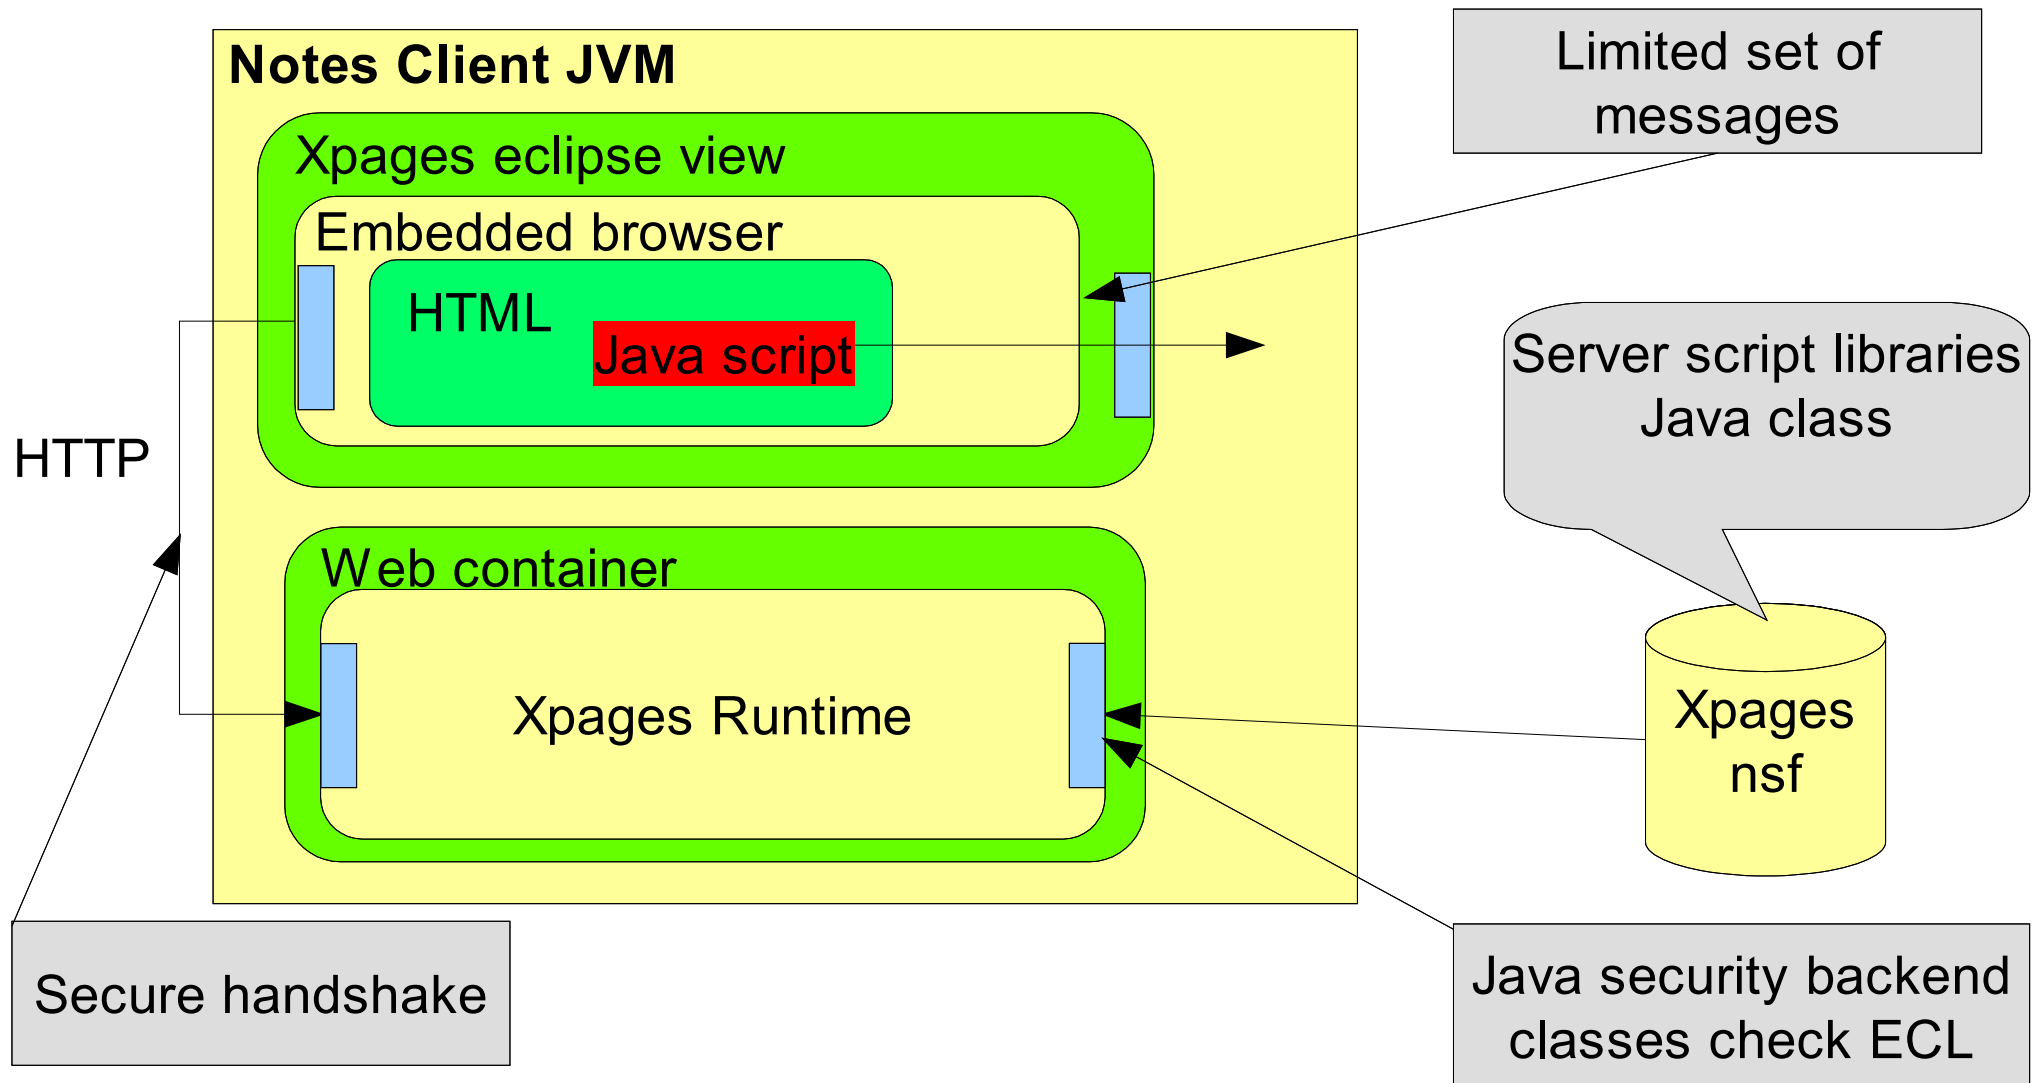 Notes Client JVM
Xpages eclipse view
Embedded browser
HTML
Java script
Limited set of
messages
HTTP
Server script libraries
Java class
Web container
Xpages Runtime
Xpages
nsf
Secure handshake
Java security backend
classes check ECL